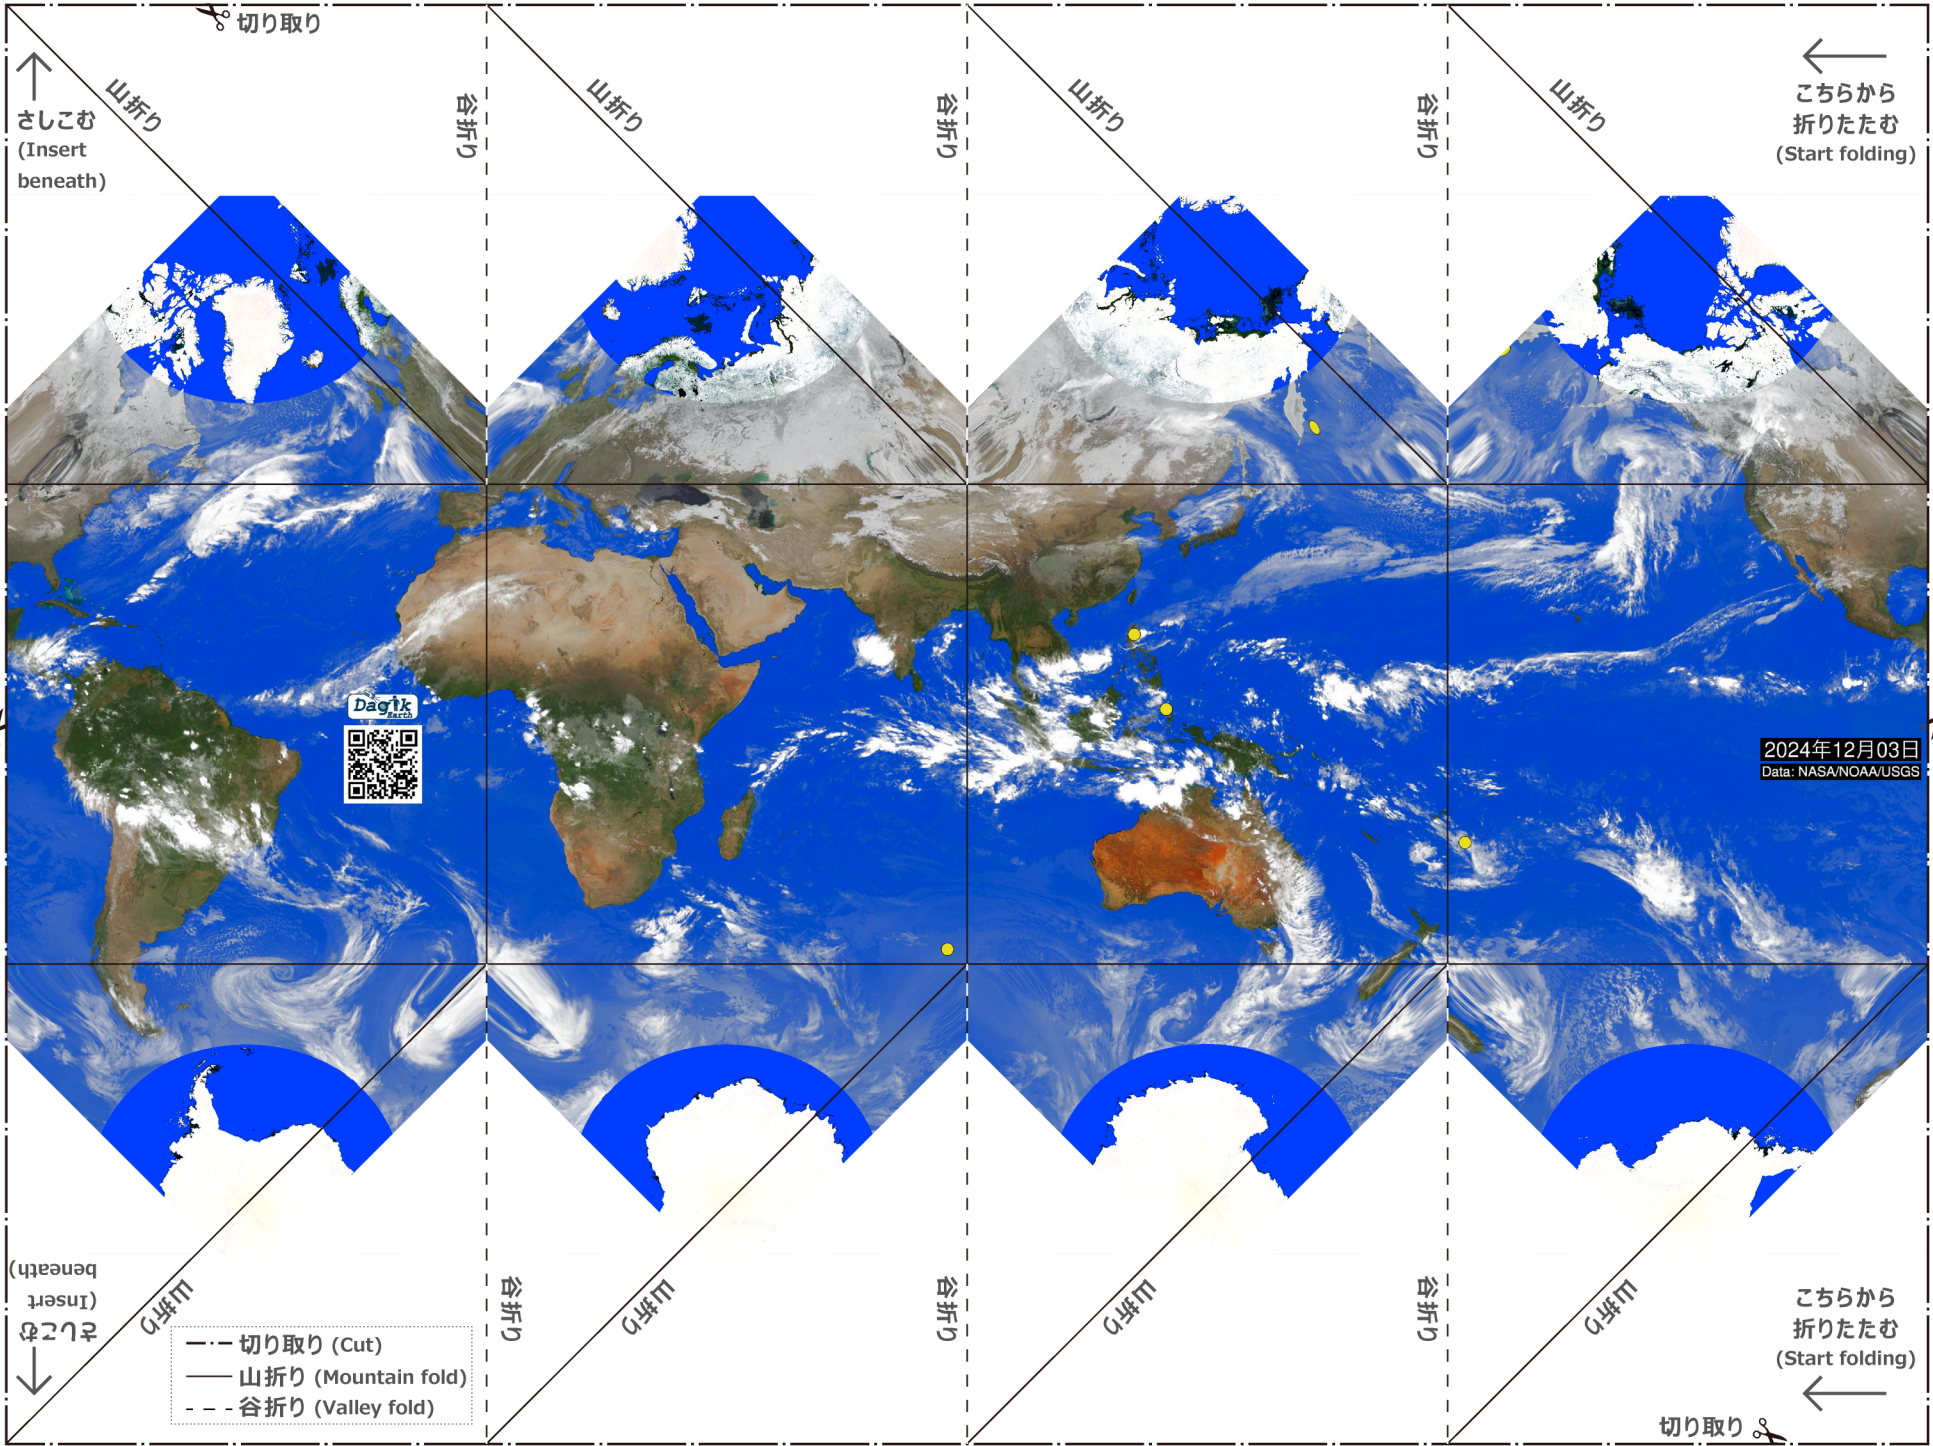 切り取り
山折り
谷折り
山折り
谷折り
山折り
谷折り
山折り
さしこむ
(Insert
beneath)
こちらから
折りたたむ
(Start folding)
Dagik
Earth
2024年12月03日
Data: NASA/NOAA/USGS
さしこむ
(Insert
beneath)
山折り
谷折り
山折り
谷折り
山折り
谷折り
山折り
こちらから
折りたたむ
(Start folding)
切り取り (Cut)
山折り (Mountain fold)
谷折り (Valley fold)
切り取り